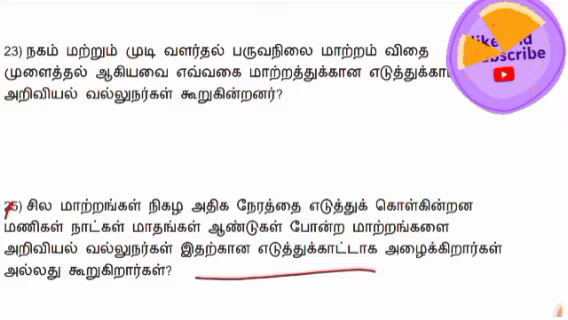 23) நகம் மற்றும் முடி வளர்தல் பருவநிலை மாற்றம் விதை
முளைத்தல் ஆகியவை எவ்வகை மாற்றத்துக்கான
அறிவியல் வல்லுநர்கள் கூறுகின்றனர்?
like and
subscribe
25) சில மாற்றங்கள் நிகழ அதிக நேரத்தை எடுத்துக் கொள்கின்றன
மணிகள் நாட்கள் மாதங்கள் ஆண்டுகள் போன்ற மாற்றங்களை
அறிவியல் வல்லுநர்கள் இதற்கான எடுத்துக்காட்டாக அழைக்கிறார்கள்
அல்லது கூறுகிறார்கள்?